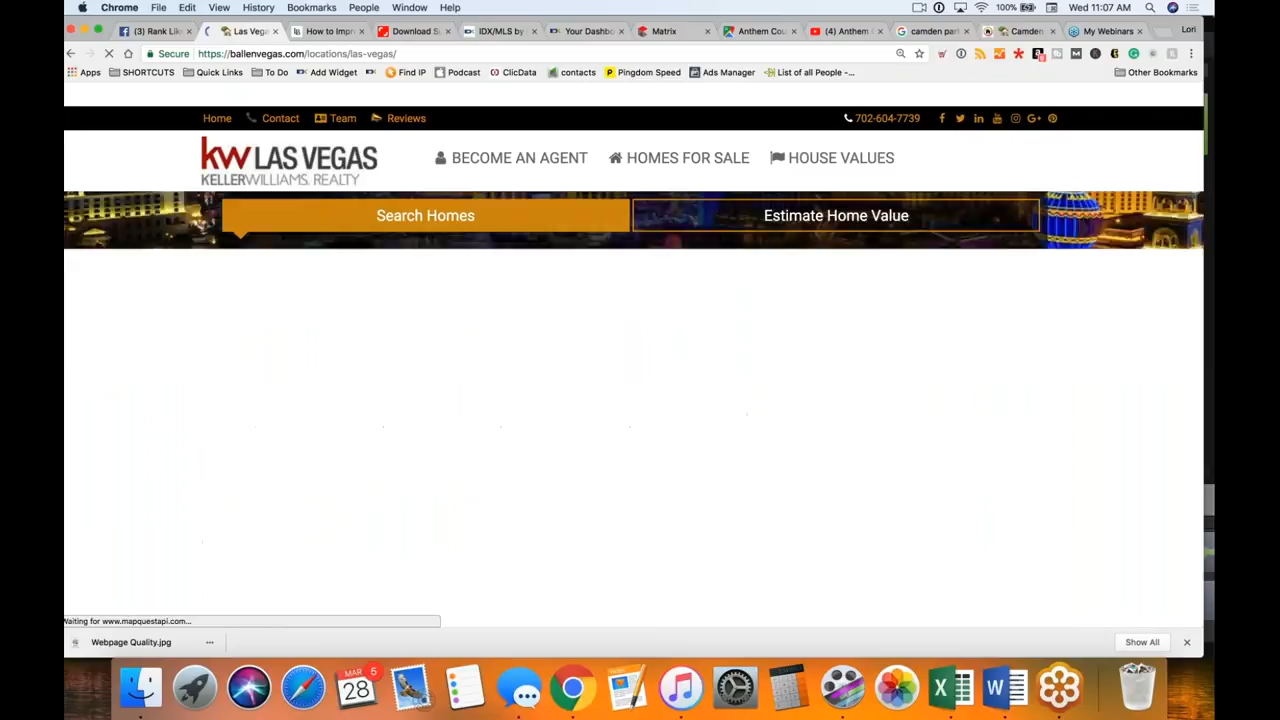 Chrome File Edit View History Bookmarks People Window Help 100% Wed 11:07 AM
(3) Rank Lik Las Vega How to Impr Download S IDX/MLS by Your Dashbo Matrix Anthem Cou (4) Anthem camden par Camden My Webinars Lori
Secure https://ballenvegas.com/locations/las-vegas/
Apps SHORTCUTS Quick Links To Do Add Widget Find IP Podcast ClicData contacts Pingdom Speed Ads Manager List of all People -... Other Bookmarks
Home Contact Team Reviews 702-604-7739
kw LAS VEGAS
KELLERWILLIAMS. REALTY
BECOME AN AGENT HOMES FOR SALE HOUSE VALUES
Search Homes Estimate Home Value
Waiting for www.mapquestapi.com...
Webpage Quality.jpg Show All
MAR 5
28